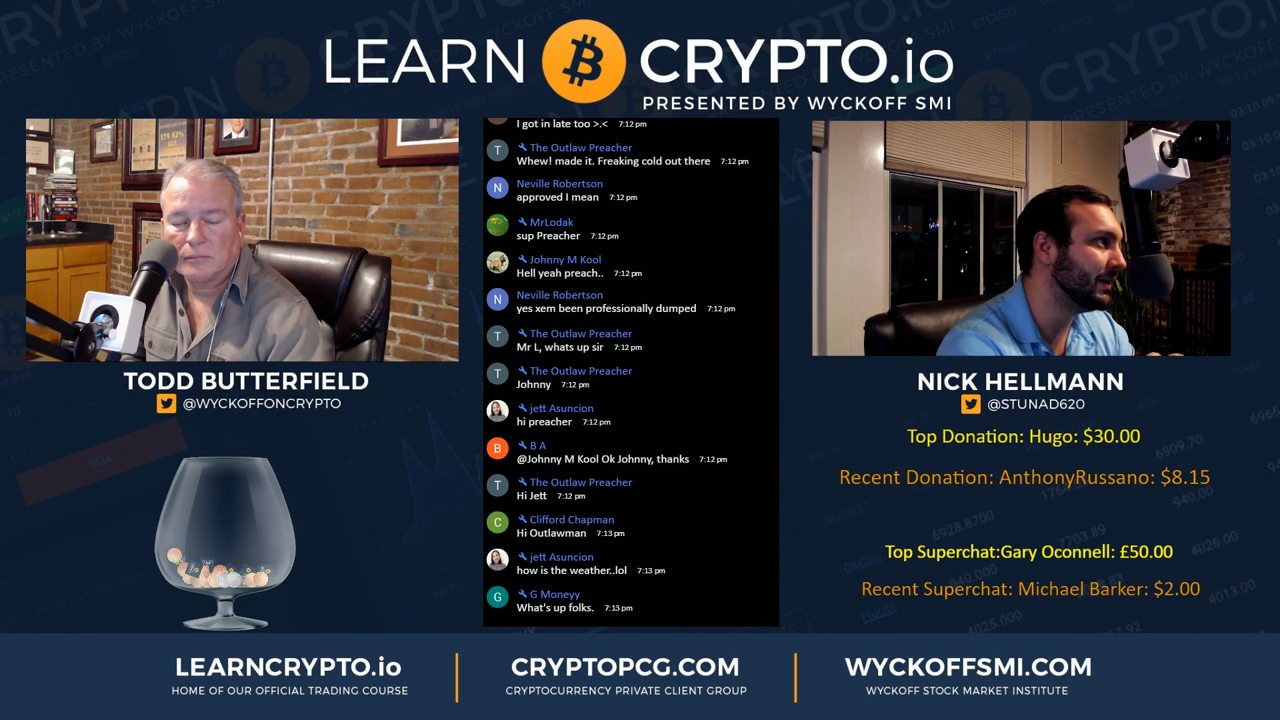 LEARN CRYPTO.io
PRESENTED BY WYCKOFF SMI
579.83%
I got in late too >.< 7:12 pm
T The Outlaw Preacher
Whew! made it. Freaking cold out there 7:12 pm
N Neville Robertson
approved I mean 7:12 pm
MrLodak
sup Preacher 7:12 pm
Johnny M Kool
Hell yeah preach.. 7:12 pm
N Neville Robertson
yes xem been professionally dumped 7:12 pm
T The Outlaw Preacher
Mr L, whats up sir 7:12 pm
T The Outlaw Preacher
Johnny 7:12 pm
jett Asuncion
hi preacher 7:12 pm
B B A
@Johnny M Kool Ok Johnny, thanks 7:12 pm
T The Outlaw Preacher
Hi Jett 7:12 pm
C Clifford Chapman
Hi Outlawman 7:13 pm
jett Asuncion
how is the weather..lol 7:13 pm
G G Moneyy
What's up folks. 7:13 pm
TODD BUTTERFIELD
@WYCKOFFONCRYPTO
NICK HELLMANN
@STUNAD620
Top Donation: Hugo: $30.00
Recent Donation: AnthonyRussano: $8.15
Top Superchat:Gary Oconnell: £50.00
Recent Superchat: Michael Barker: $2.00
LEARNCRYPTO.io
HOME OF OUR OFFICIAL TRADING COURSE
CRYPTOPCG.COM
CRYPTOCURRENCY PRIVATE CLIENT GROUP
WYCKOFFSMI.COM
WYCKOFF STOCK MARKET INSTITUTE